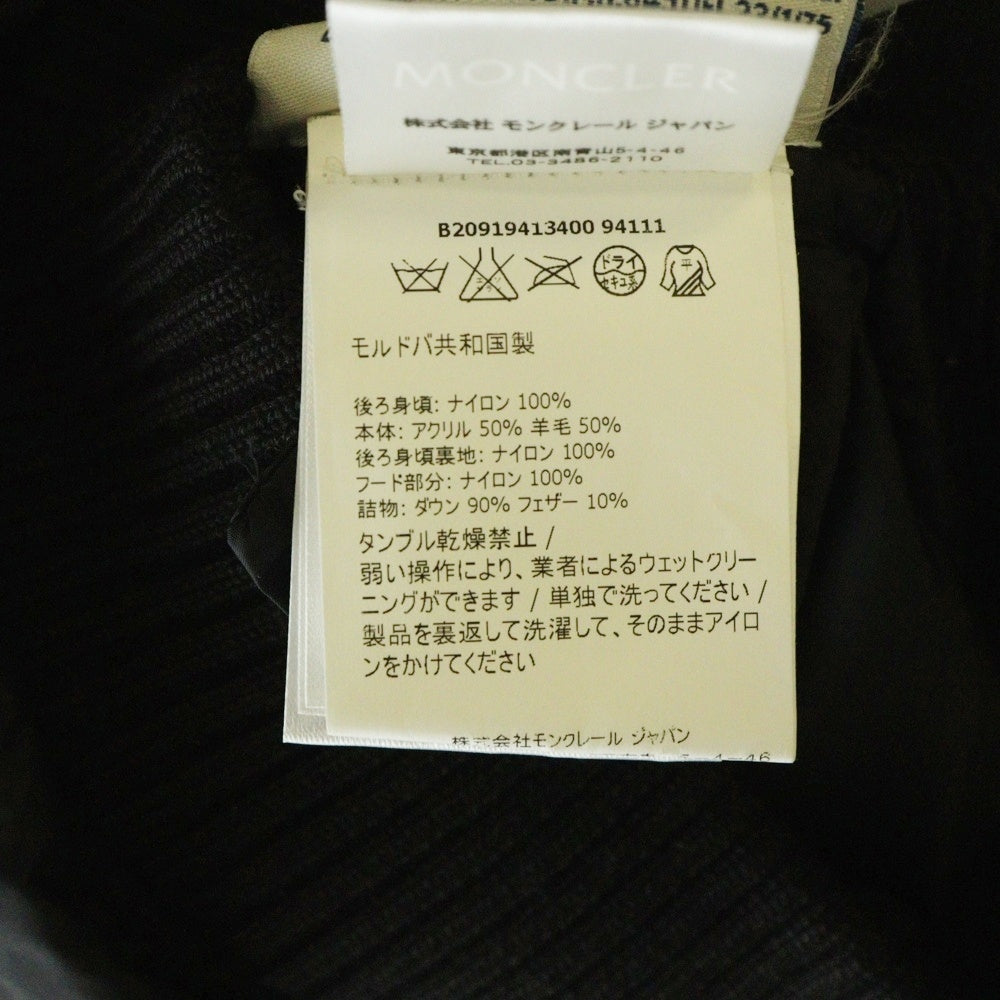 MONCLER
株式会社 モンクレール ジャパン
東京都港区南青山5-4-46
TEL.03-3486-2110
B20919413400 94111
ドライ
セキユ系
平
モルドバ共和国製
後ろ身頃: ナイロン 100%
本体: アクリル 50% 羊毛 50%
後ろ身頃裏地: ナイロン 100%
フード部分: ナイロン 100%
詰物: ダウン 90% フェザー 10%
タンブル乾燥禁止 /
弱い操作により、業者によるウェットクリー
ニングができます / 単独で洗ってください /
製品を裏返して洗濯して、そのままアイロ
ンをかけてください
株式会社モンクレール ジャパン